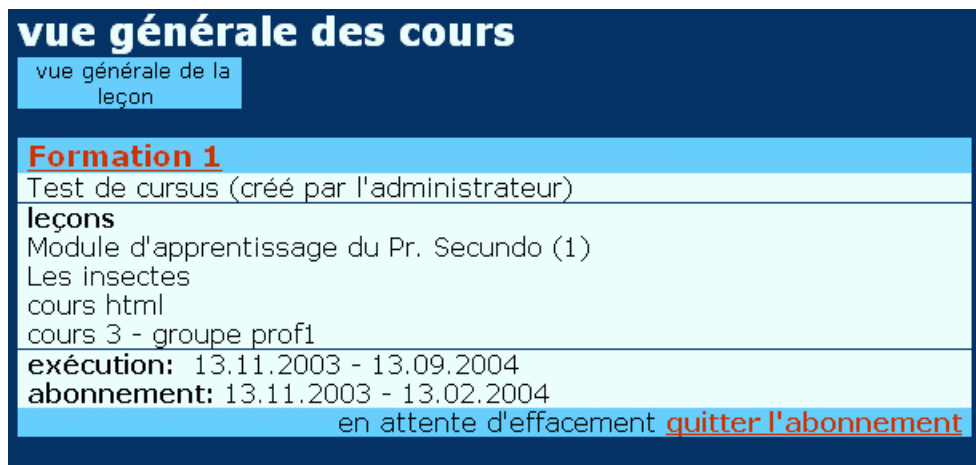 vue générale des cours
vue générale de la
leçon
Formation 1
Test de cursus (créé par l'administrateur)
leçons
Module d'apprentissage du Pr. Secundo (1)
Les insectes
cours html
cours 3 - groupe prof1
exécution: 13.11.2003 - 13.09.2004
abonnement: 13.11.2003 - 13.02.2004
en attente d'effacement quitter l'abonnement